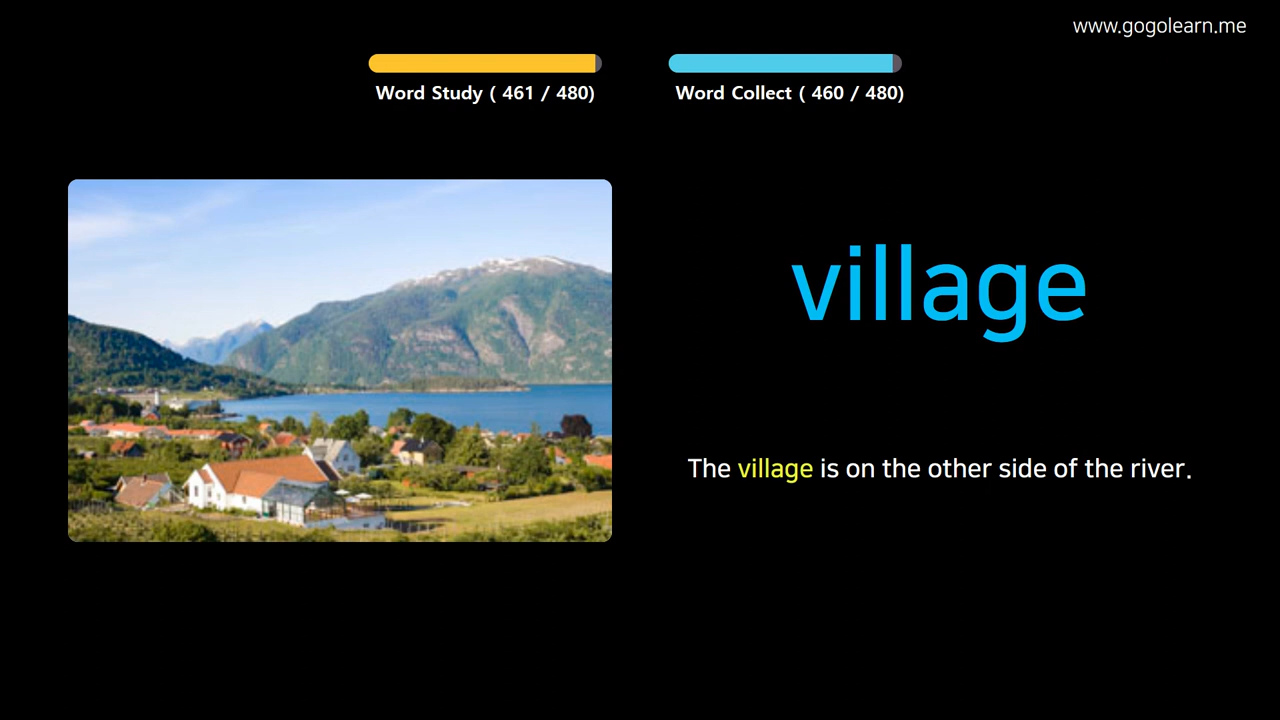 www.gogolearn.me
Word Study ( 461 / 480)
Word Collect ( 460 / 480)
village
The village is on the other side of the river.